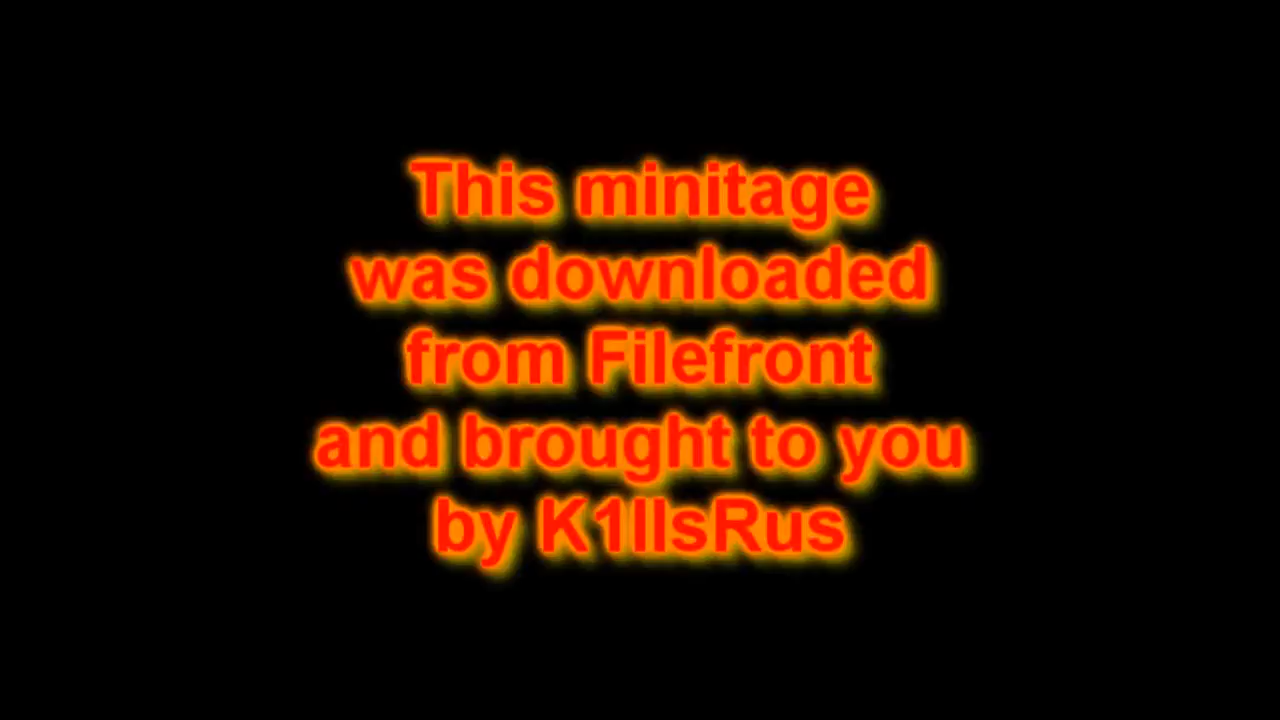 This minitage
was downloaded
from Filefront
and brought to you
by K1llsRus